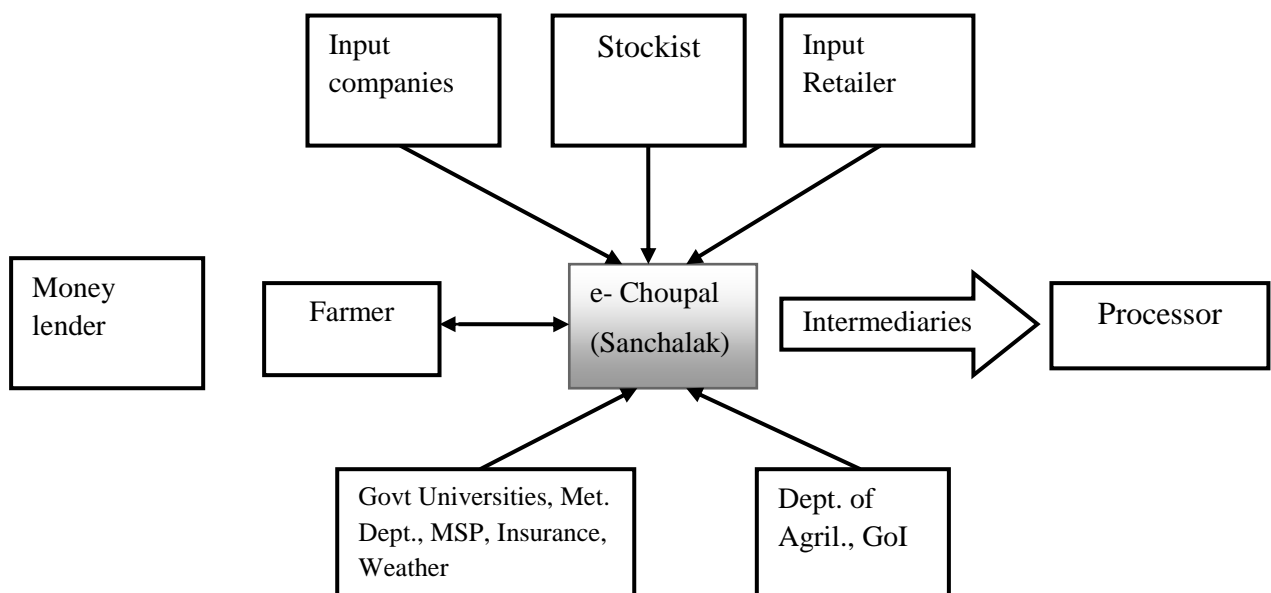 Input
companies
Stockist
Input
Retailer
Money
lender
Farmer
e- Choupal
(Sanchalak)
Intermediaries
Processor
Govt Universities, Met.
Dept., MSP, Insurance,
Weather
Dept. of
Agril., GoI